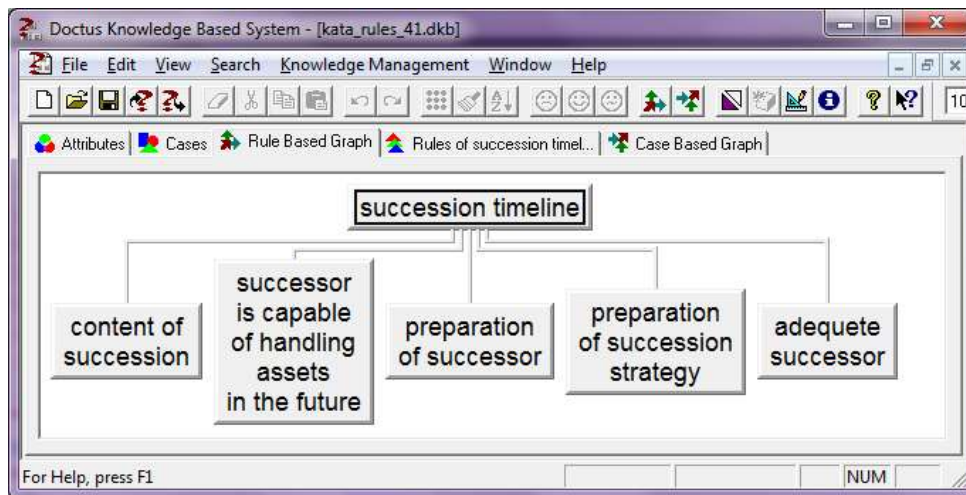 Doctus Knowledge Based System - [kata_rules_41.dkb]
File Edit View Search Knowledge Management Window Help
10
Attributes Cases Rule Based Graph Rules of succession timel... Case Based Graph
succession timeline
content of
succession
successor
is capable
of handling
assets
in the future
preparation
of successor
preparation
of succession
strategy
adequete
successor
For Help, press F1
NUM